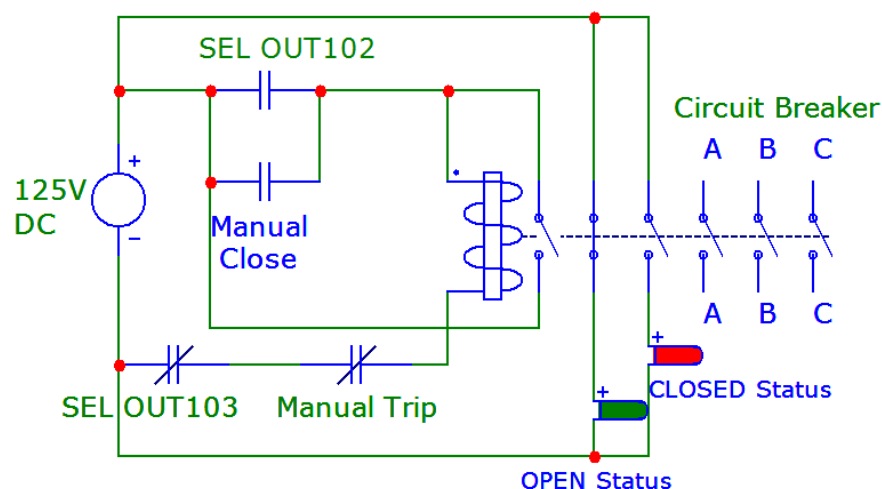 SEL OUT102
Circuit Breaker
A B C
+
125V
DC
−
Manual
Close
A B C
+
CLOSED Status
SEL OUT103
Manual Trip
+
OPEN Status